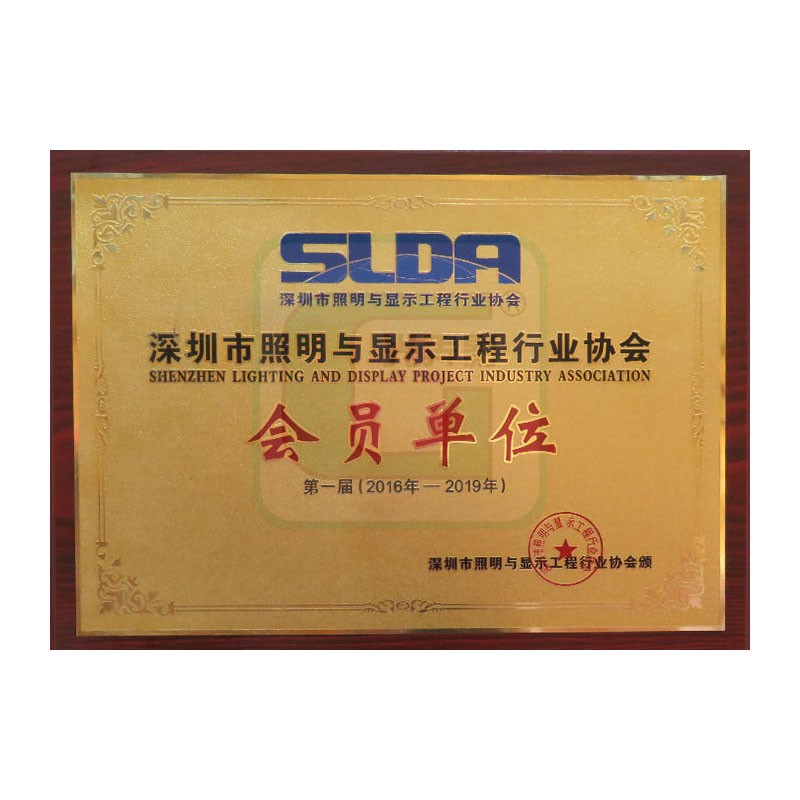 SLDA
深圳市照明与显示工程行业协会
®
深圳市照明与显示工程行业协会
SHENZHEN LIGHTING AND DISPLAY PROJECT INDUSTRY ASSOCIATION
会员单位
第一届(2016年—2019年)
深圳市照明与显示工程行业协会颁